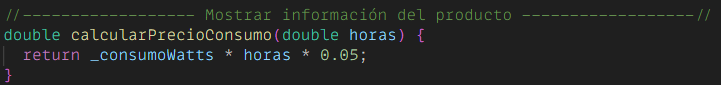 //----------------- Mostrar información del producto -----------------//
double calcularPrecioConsumo(double horas) {
  return _consumoWatts * horas * 0.05;
}